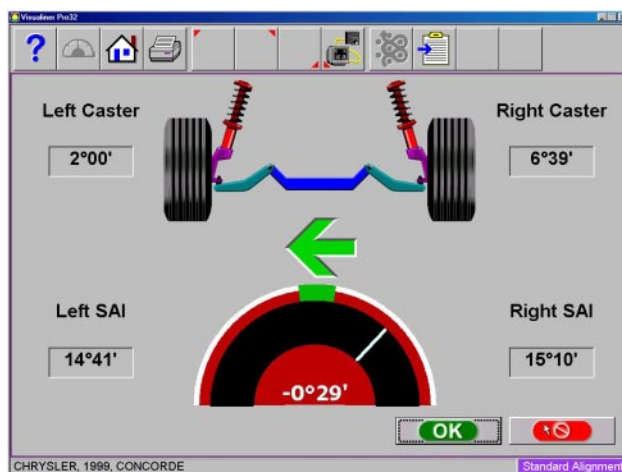 Visualiner Pro32
?
Left Caster
Right Caster
2°00'
6°39'
Left SAI
Right SAI
14°41'
15°10'
-0°29'
OK
CHRYSLER, 1999, CONCORDE
Standard Alignment